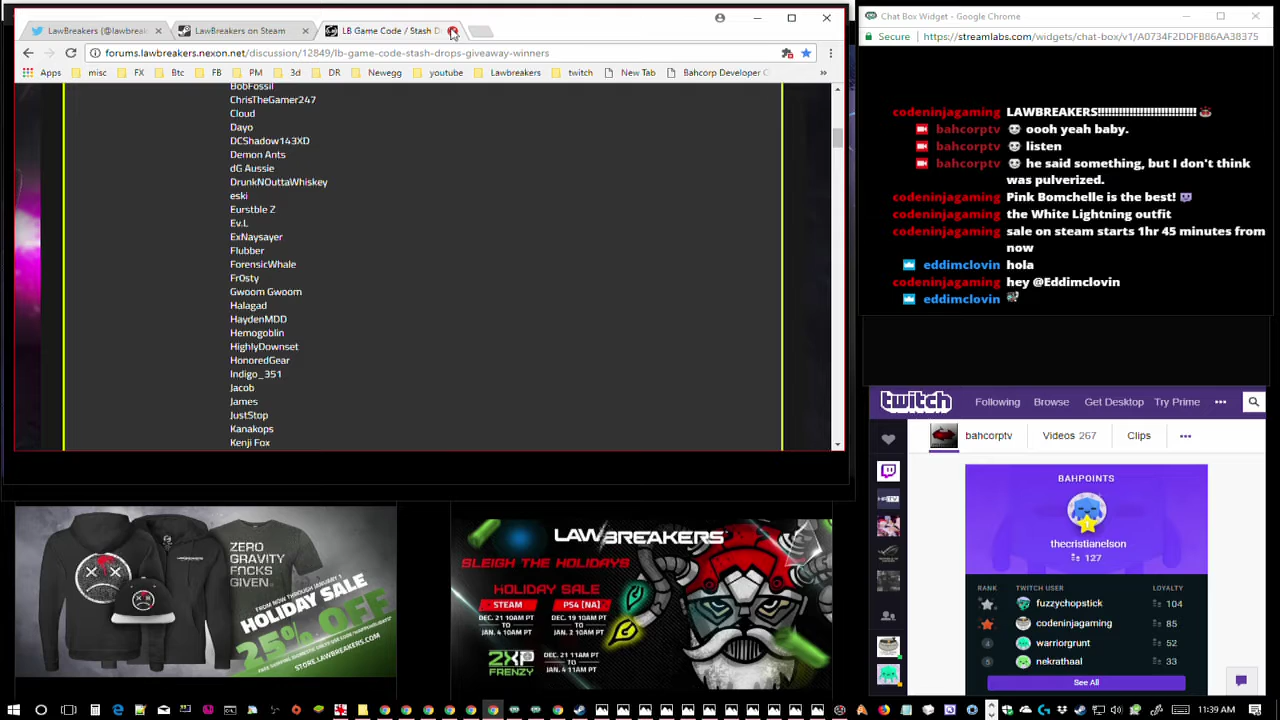 LawBreakers (@lawbreak
LawBreakers on Steam
LB Game Code / Stash D
forums.lawbreakers.nexon.net/discussion/12849/lb-game-code-stash-drops-giveaway-winners
Apps misc FX Btc FB PM 3d DR Newegg youtube Lawbreakers twitch New Tab Bahcorp Developer C »
BobFossil
ChrisTheGamer247
Cloud
Dayo
DCShadow143XD
Demon Ants
dG Aussie
DrunkNOuttaWhiskey
eski
Eurstble Z
Ev.L
ExNaysayer
Flubber
ForensicWhale
Fr0sty
Gwoom Gwoom
Halagad
HaydenMDD
Hemogoblin
HighlyDownset
HonoredGear
Indigo_351
Jacob
James
JustStop
Kanakops
Kenji Fox
Chat Box Widget - Google Chrome
Secure https://streamlabs.com/widgets/chat-box/v1/A0734F2DDFB86AA38375
codeninjagaming LAWBREAKERS!!!!!!!!!!!!!!!!!!!!!!!!!!!
bahcorptv oooh yeah baby.
bahcorptv listen
bahcorptv he said something, but I don't think
was pulverized.
codeninjagaming Pink Bomchelle is the best!
codeninjagaming the White Lightning outfit
codeninjagaming sale on steam starts 1hr 45 minutes from
now
eddimclovin hola
codeninjagaming hey @Eddimclovin
eddimclovin
twitch Following Browse Get Desktop Try Prime
bahcorptv Videos 267 Clips
BAHPOINTS
thecristianelson
127
RANK TWITCH USER LOYALTY
fuzzychopstick 104
codeninjagaming 85
4 warriorgrunt 52
5 nekrathaal 33
See All
ZERO
GRAVITY
F_CKS
GIVEN
FROM NOW THROUGH JANUARY 1
HOLIDAY SALE
25% OFF
STORE.LAWBREAKERS.COM
LAWBREAKERS
SLEIGH THE HOLIDAYS
HOLIDAY SALE
STEAM PS4 [NA]
DEC. 21 10AM PT DEC. 19 10AM PT
TO TO
JAN. 4 10AM PT JAN. 2 10AM PT
2XP
FRENZY
DEC. 21 11AM PT
TO
JAN. 4 11AM PT
11:39 AM